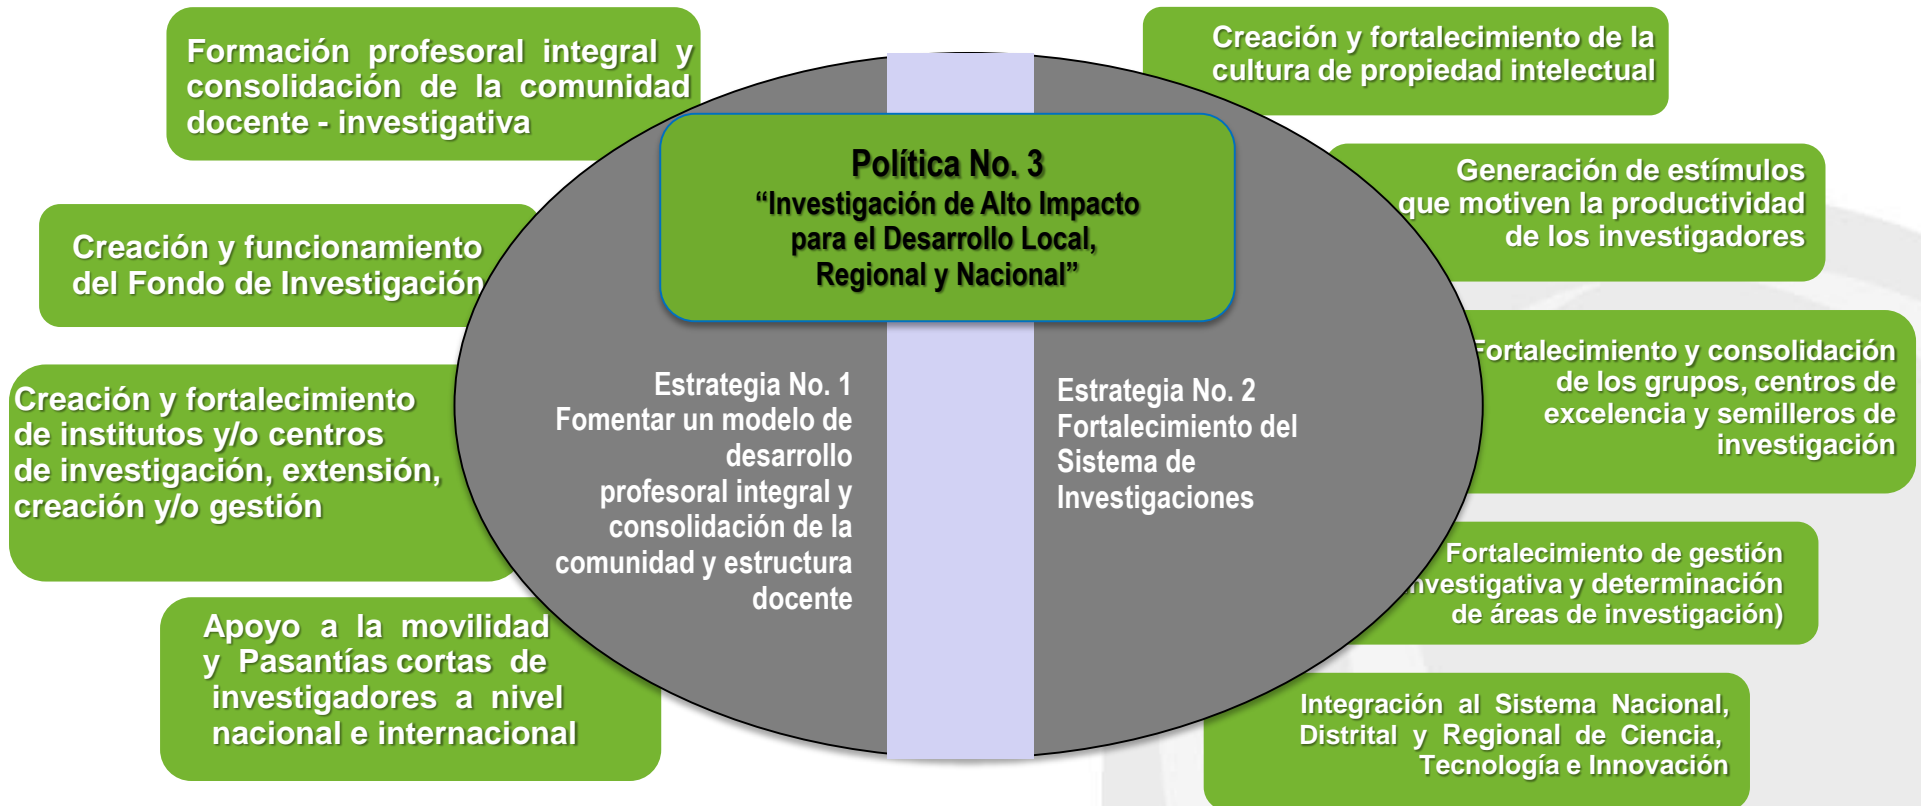 Formación profesoral integral y
consolidación de la comunidad
docente - investigativa
Creación y funcionamiento
del Fondo de Investigación
Creación y fortalecimiento
de institutos y/o centros
de investigación, extensión,
creación y/o gestión
Apoyo a la movilidad
y Pasantías cortas de
investigadores a nivel
nacional e internacional
Política No. 3
“Investigación de Alto Impacto
para el Desarrollo Local,
Regional y Nacional”
Estrategia No. 1
Fomentar un modelo de
desarrollo
profesoral integral y
consolidación de la
comunidad y estructura
docente
Estrategia No. 2
Fortalecimiento del
Sistema de
Investigaciones
Creación y fortalecimiento de la
cultura de propiedad intelectual
Generación de estímulos
que motiven la productividad
de los investigadores
Fortalecimiento y consolidación
de los grupos, centros de
excelencia y semilleros de
investigación
Fortalecimiento de gestión
nvestigativa y determinación
de áreas de investigación)
Integración al Sistema Nacional,
Distrital y Regional de Ciencia,
Tecnología e Innovación